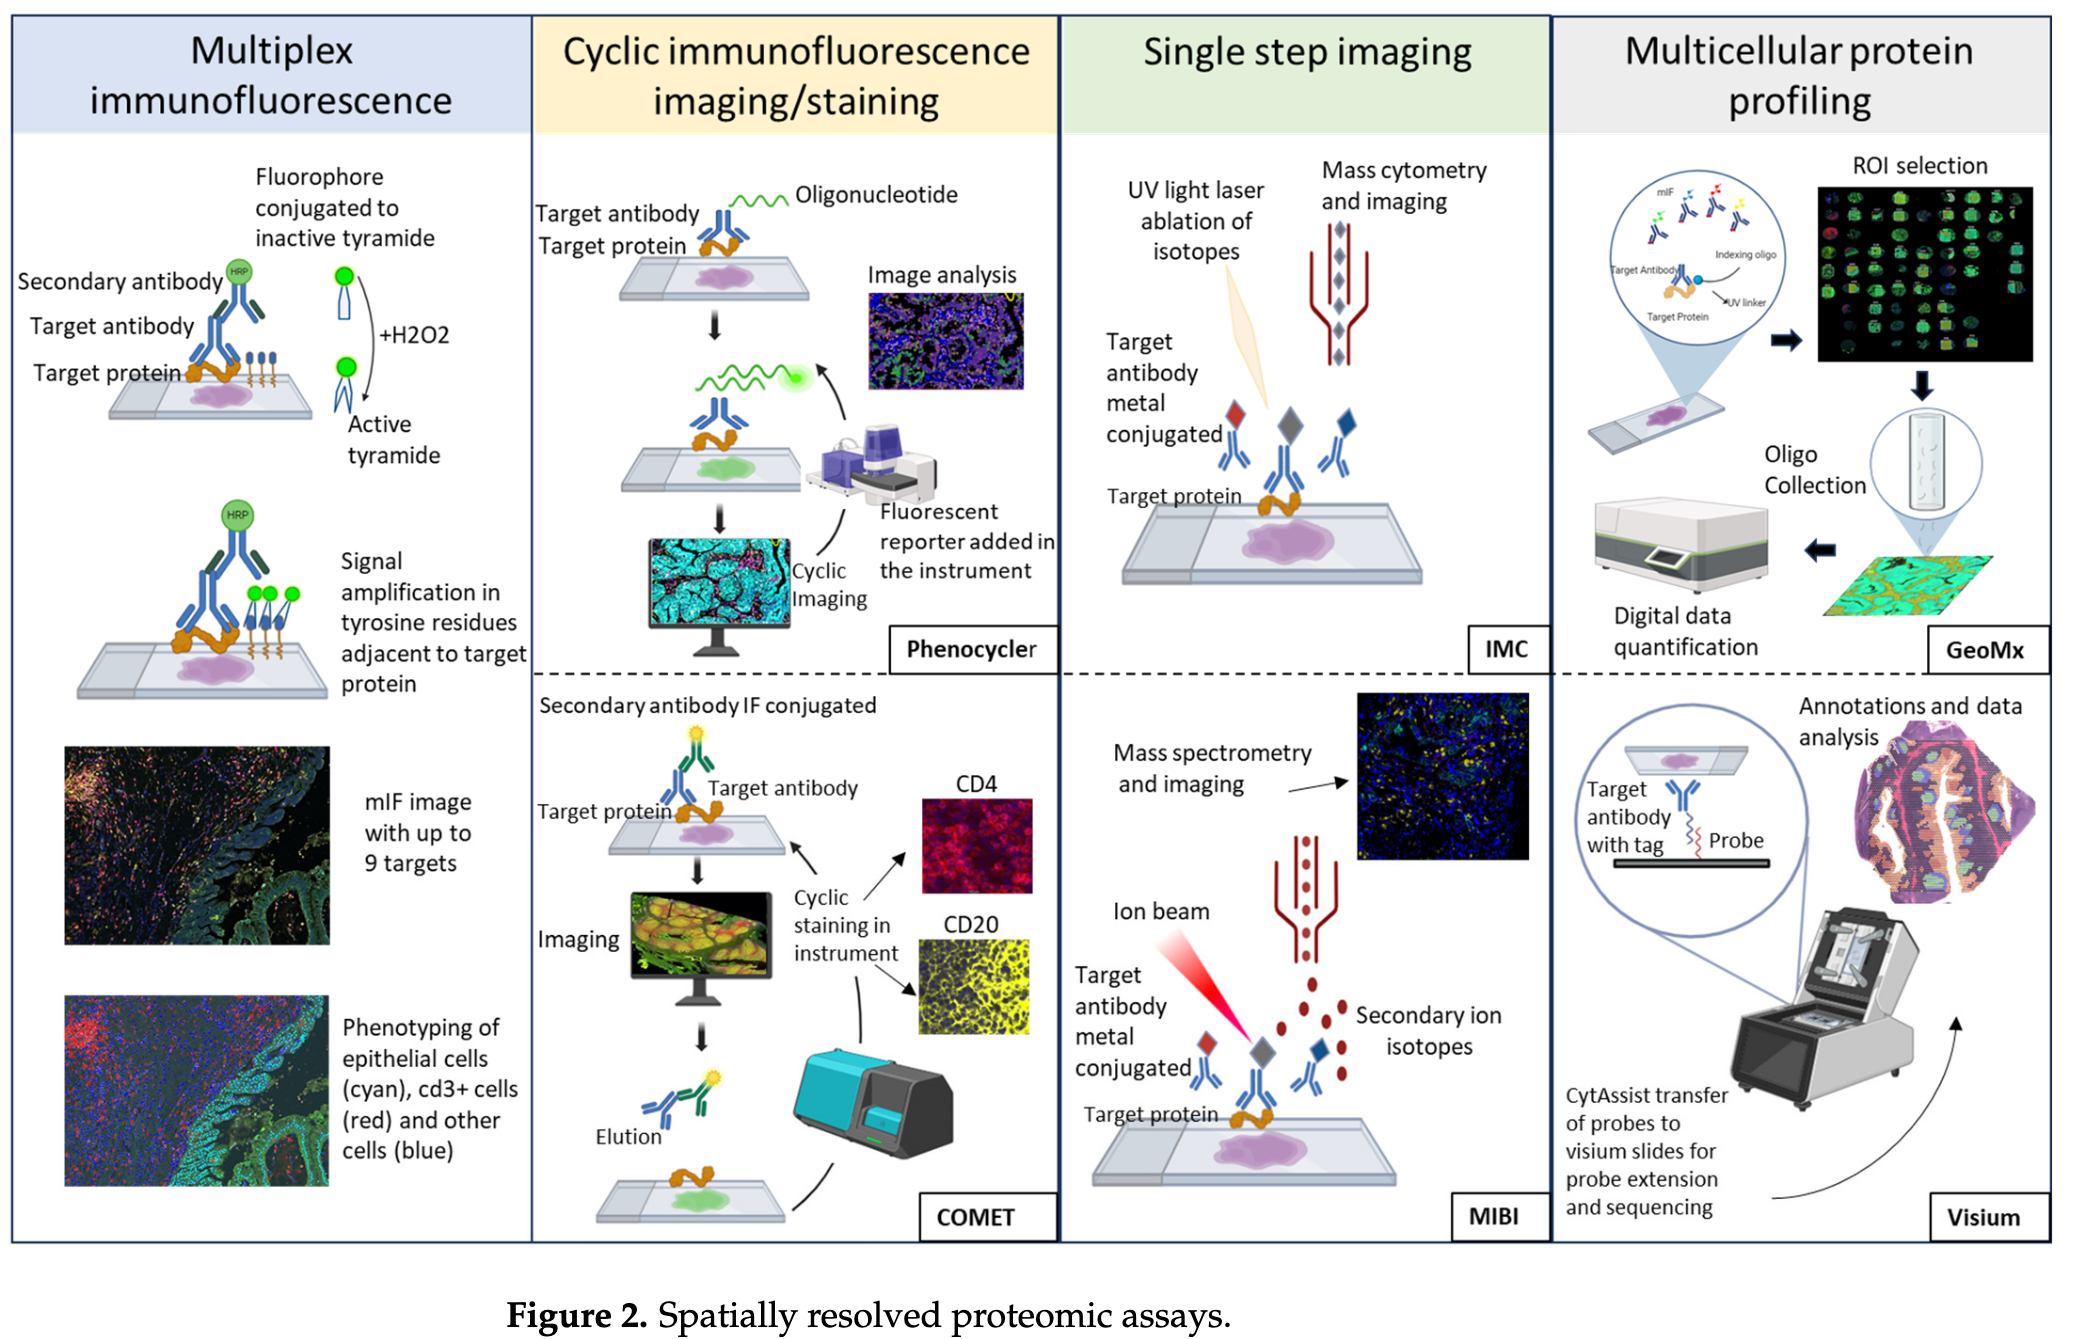 Multiplex
immunofluorescence
Fluorophore
conjugated to
inactive tyramide
HRP
Secondary antibody
Target antibody
Target protein
+H2O2
Active
tyramide
HRP
Signal
amplification in
tyrosine residues
adjacent to target
protein
mIF image
with up to
9 targets
Phenotyping of
epithelial cells
(cyan), cd3+ cells
(red) and other
cells (blue)
Cyclic immunofluorescence
imaging/staining
Oligonucleotide
Target antibody
Target protein
Image analysis
Fluorescent
reporter added in
the instrument
Cyclic
Imaging
Phenocycler
Secondary antibody IF conjugated
Target antibody
Target protein
CD4
Cyclic
staining in
instrument
CD20
Imaging
Elution
COMET
Single step imaging
Mass cytometry
and imaging
UV light laser
ablation of
isotopes
Target
antibody
metal
conjugated
Target protein
IMC
Mass spectrometry
and imaging
Ion beam
Target
antibody
metal
conjugated
Secondary ion
isotopes
Target protein
MIBI
Multicellular protein
profiling
ROI selection
mIF
Indexing oligo
Target Antibody
UV linker
Target Protein
Oligo
Collection
Digital data
quantification
GeoMx
Annotations and data
analysis
Target
antibody
with tag
Probe
CytAssist transfer
of probes to
visium slides for
probe extension
and sequencing
Visium
Figure 2. Spatially resolved proteomic assays.